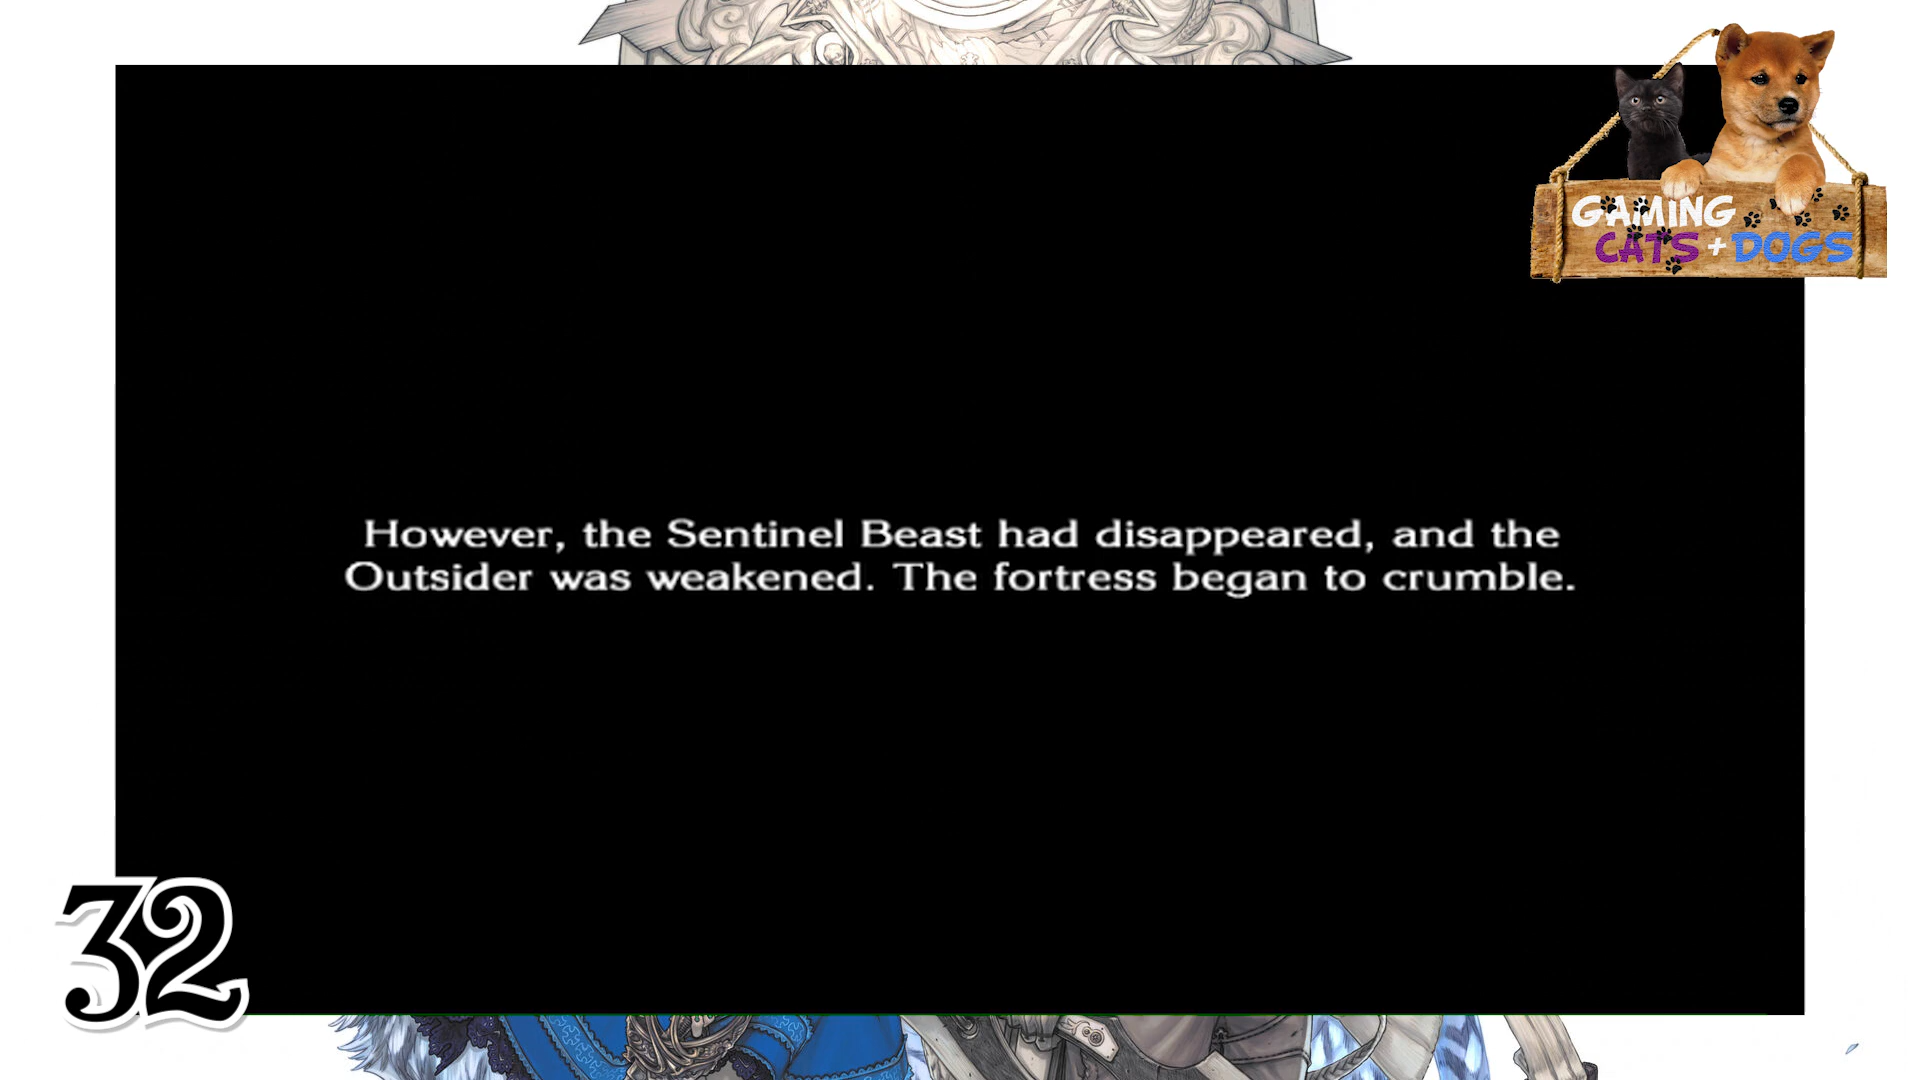 GAMING
CATS + DOGS
However, the Sentinel Beast had disappeared, and the
Outsider was weakened. The fortress began to crumble.
32